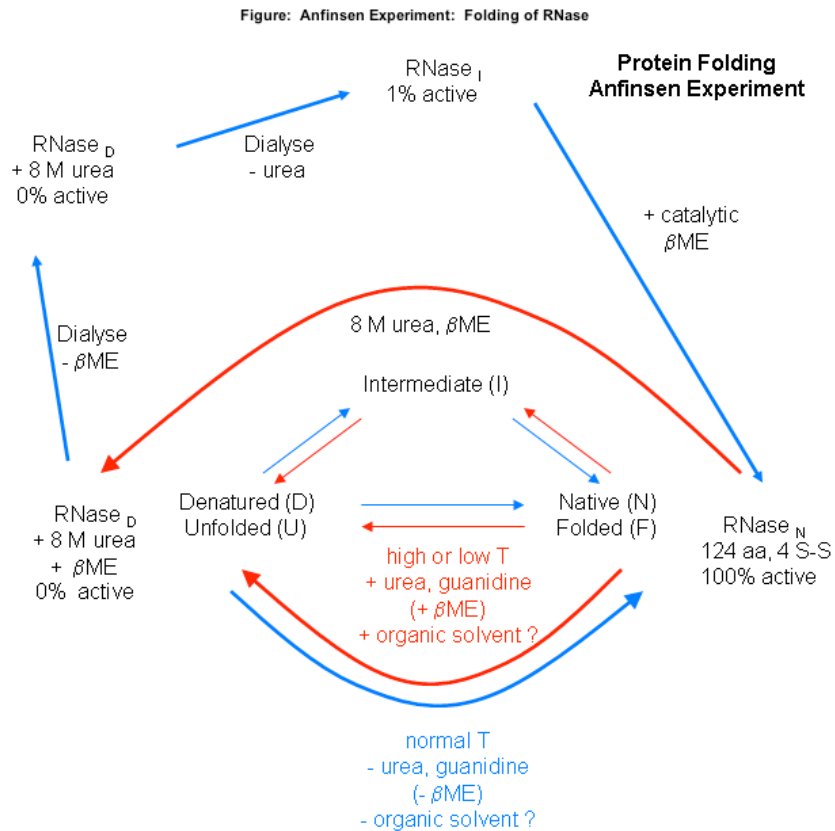 Figure: Anfinsen Experiment: Folding of RNase
Protein Folding
Anfinsen Experiment
RNase I
1% active
RNase D
+ 8 M urea
0% active
Dialyse
- urea
+ catalytic
βME
Dialyse
- βME
8 M urea, βME
Intermediate (I)
Denatured (D)
Unfolded (U)
Native (N)
Folded (F)
RNase D
+ 8 M urea
+ βME
0% active
RNase N
124 aa, 4 S-S
100% active
high or low T
+ urea, guanidine
(+ βME)
+ organic solvent ?
normal T
- urea, guanidine
(- βME)
- organic solvent ?